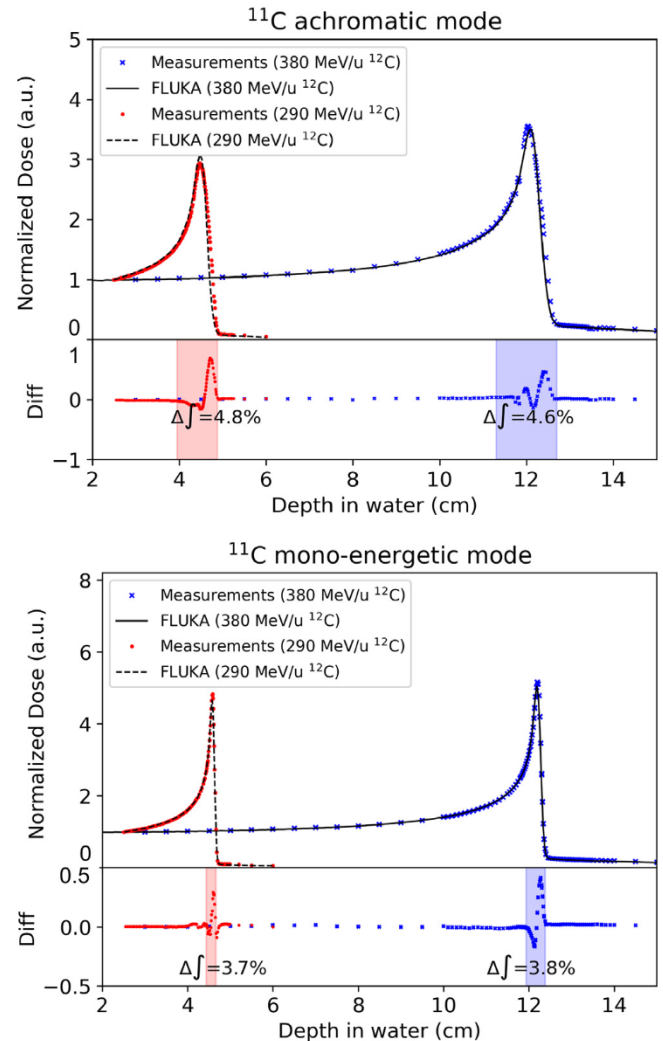 ¹¹C achromatic mode
Normalized Dose (a.u.)
5
4
3
2
1
0
Measurements (380 MeV/u ¹²C)
FLUKA (380 MeV/u ¹²C)
Measurements (290 MeV/u ¹²C)
FLUKA (290 MeV/u ¹²C)
Diff
1
0
−1
Δ∫=4.8%
Δ∫=4.6%
2 4 6 8 10 12 14
Depth in water (cm)
¹¹C mono-energetic mode
Normalized Dose (a.u.)
8
6
4
2
0
Measurements (380 MeV/u ¹²C)
FLUKA (380 MeV/u ¹²C)
Measurements (290 MeV/u ¹²C)
FLUKA (290 MeV/u ¹²C)
Diff
0.5
0.0
−0.5
Δ∫=3.7%
Δ∫=3.8%
2 4 6 8 10 12 14
Depth in water (cm)